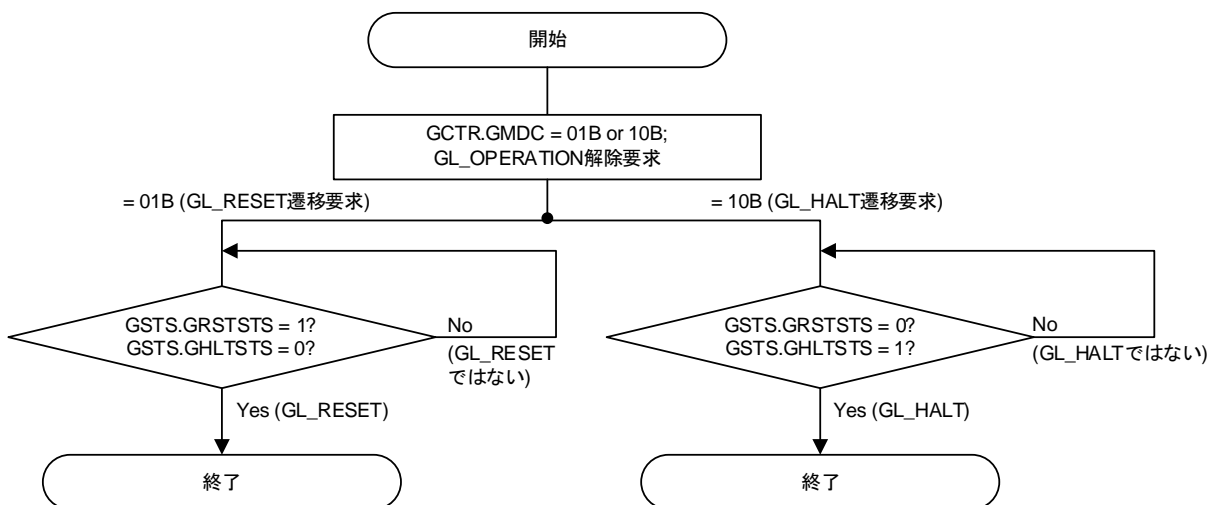 開始
GCTR.GMDC = 01B or 10B;
GL_OPERATION解除要求
= 01B (GL_RESET遷移要求)
= 10B (GL_HALT遷移要求)
GSTS.GRSTSTS = 1?
GSTS.GHLTSTS = 0?
No
(GL_RESET
ではない)
GSTS.GRSTSTS = 0?
GSTS.GHLTSTS = 1?
No
(GL_HALTではない)
Yes (GL_RESET)
Yes (GL_HALT)
終了
終了